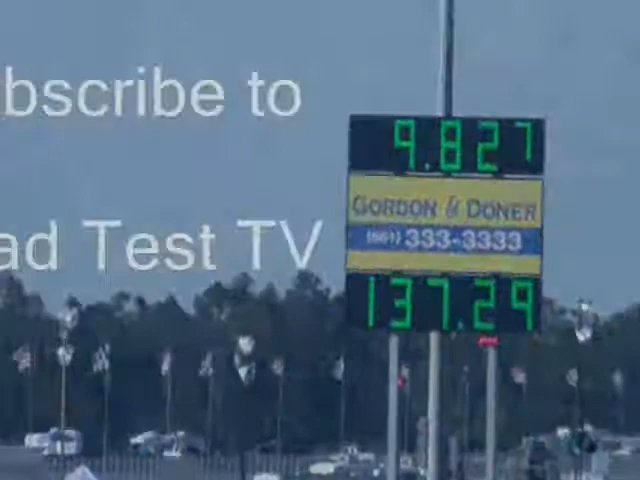 bscribe to
ad Test TV
9.827
GORDON & DONER
(561) 333-3333
137.29